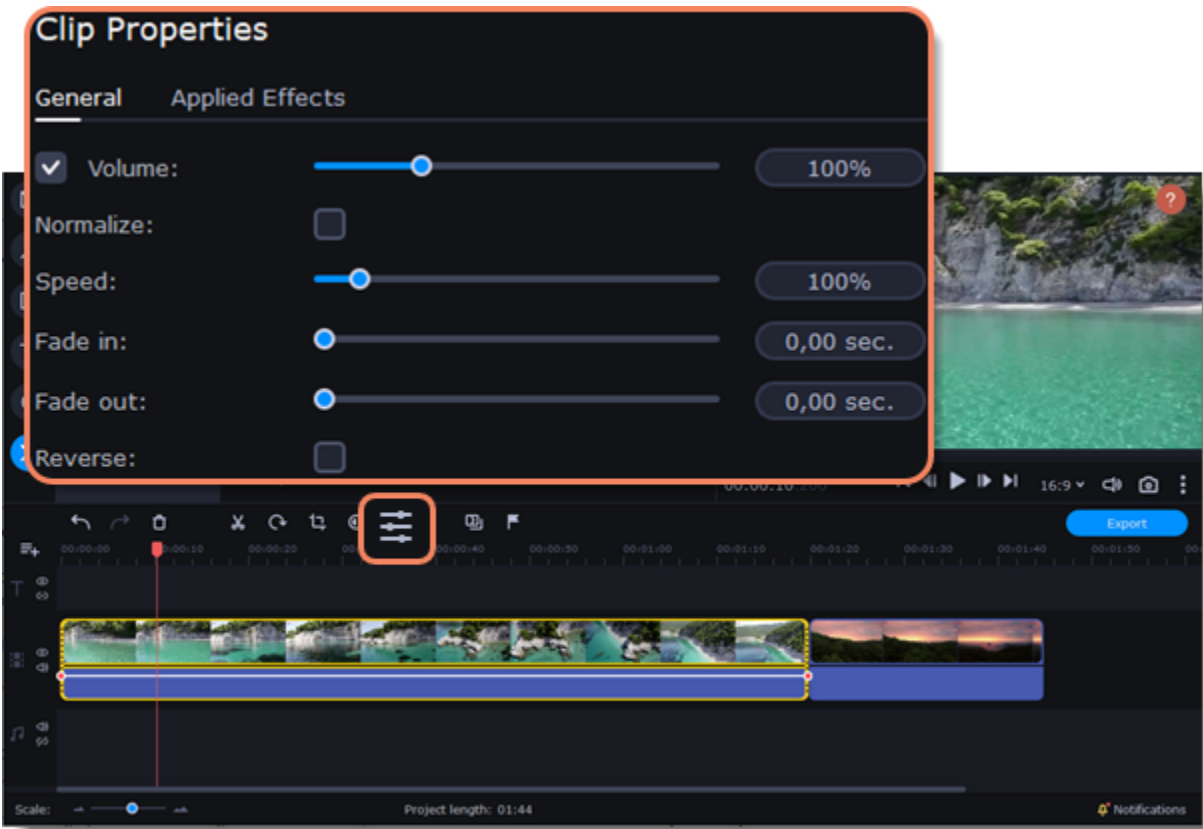 Clip Properties
General Applied Effects
Volume: 100%
Normalize:
Speed: 100%
Fade in: 0,00 sec.
Fade out: 0,00 sec.
Reverse:
?
16:9
Export
00:00:00 00:00:10 00:00:20 00:00:40 00:00:50 00:01:00 00:01:10 00:01:20 00:01:30 00:01:40 00:01:50
T
Scale: Project length: 01:44 Notifications